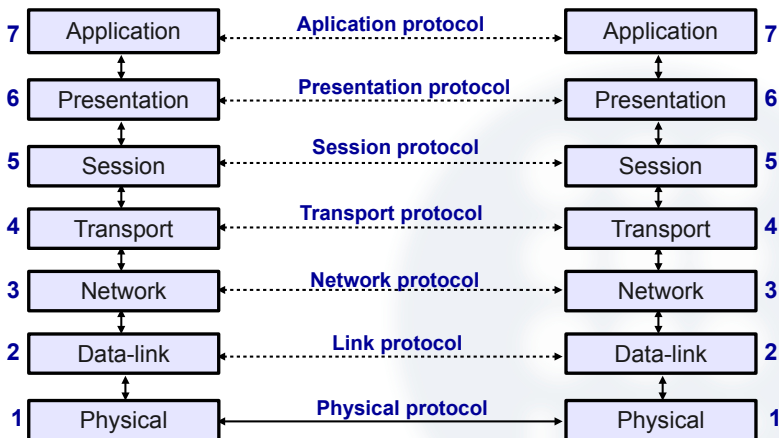 7 Application Aplication protocol Application 7
6 Presentation Presentation protocol Presentation 6
5 Session Session protocol Session 5
4 Transport Transport protocol Transport 4
3 Network Network protocol Network 3
2 Data-link Link protocol Data-link 2
1 Physical Physical protocol Physical 1